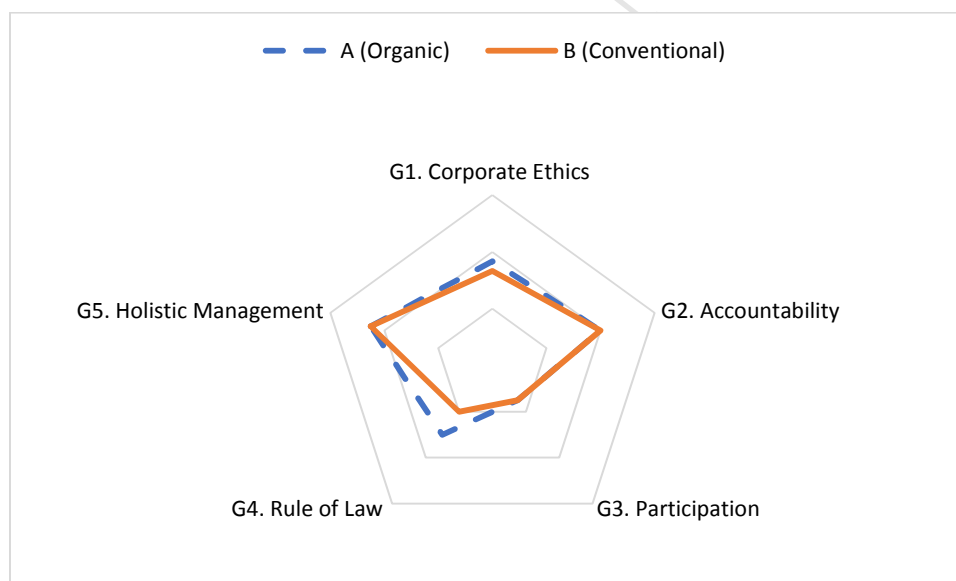 A (Organic)
B (Conventional)
G1. Corporate Ethics
G5. Holistic Management
G2. Accountability
G4. Rule of Law
G3. Participation